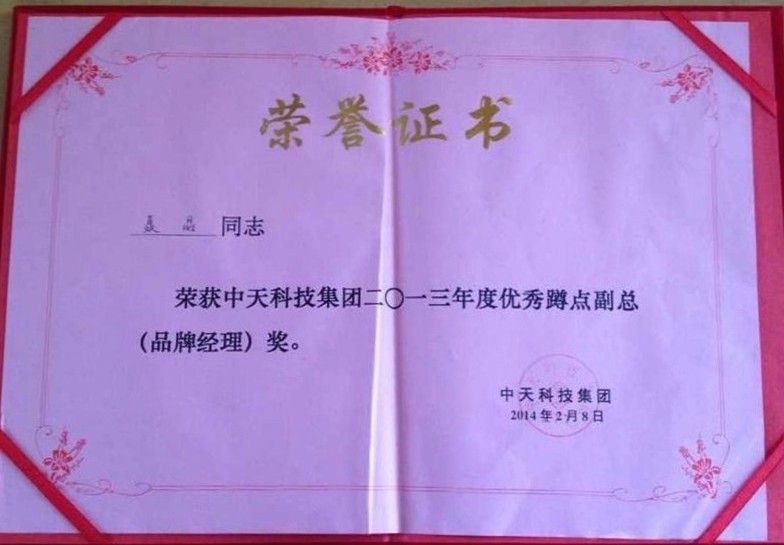 荣誉证书
同志
荣获中天科技集团二〇一三年度优秀蹲点副总
（品牌经理）奖。
中天科技集团
2014年2月8日